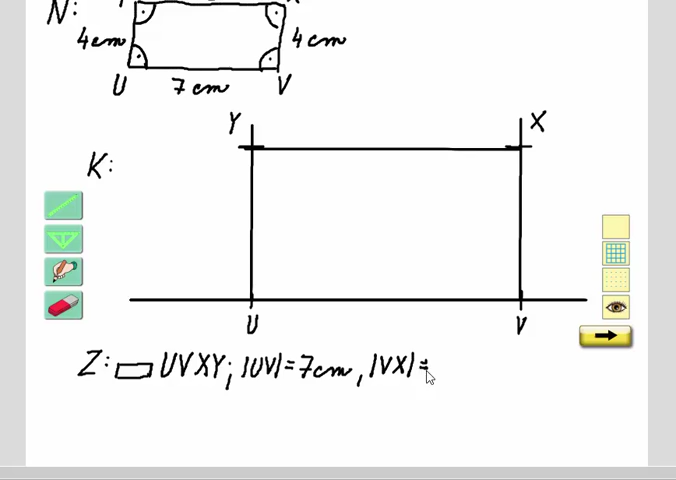 N:
4cm 4cm
U 7cm V
Y X
K:
U V
Z: ▭ UVXY; |UV|=7cm, |VX|=